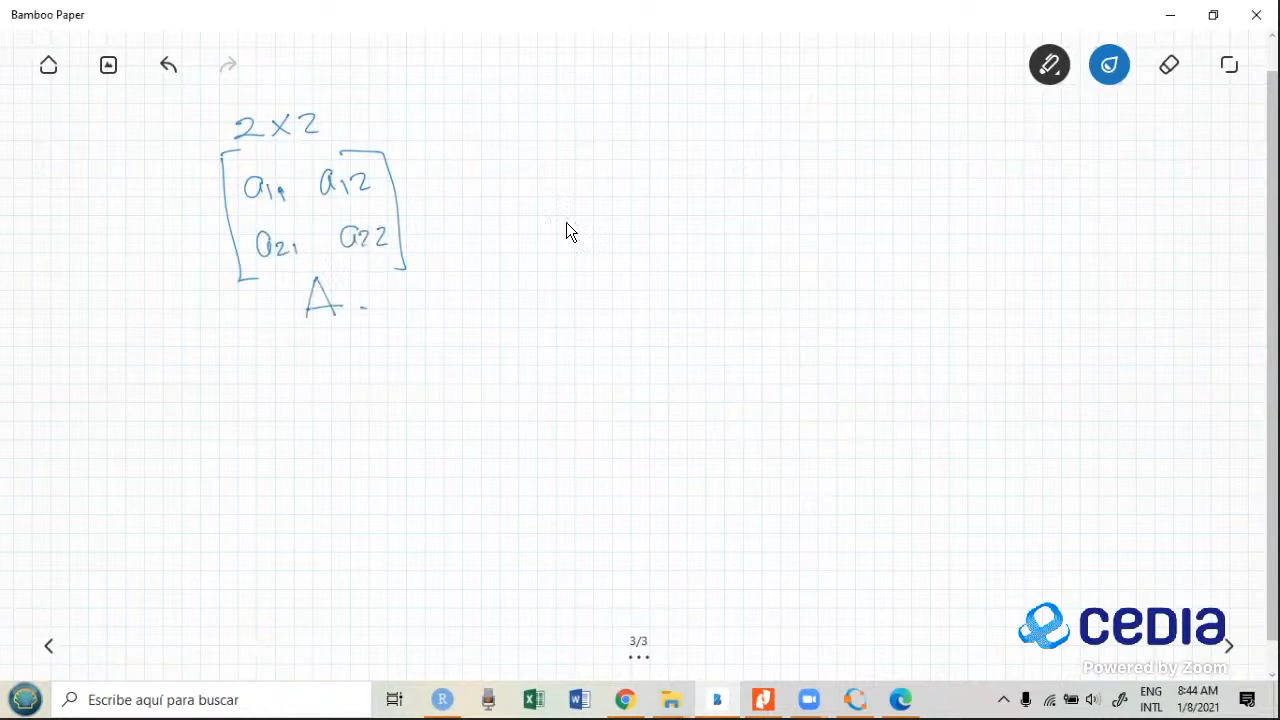 Bamboo Paper
2 x 2
a11 a12
a21 a22
A -
3/3
CEDIA
Powered by Zoom
Escribe aquí para buscar
ENG
INTL
8:44 AM
1/8/2021